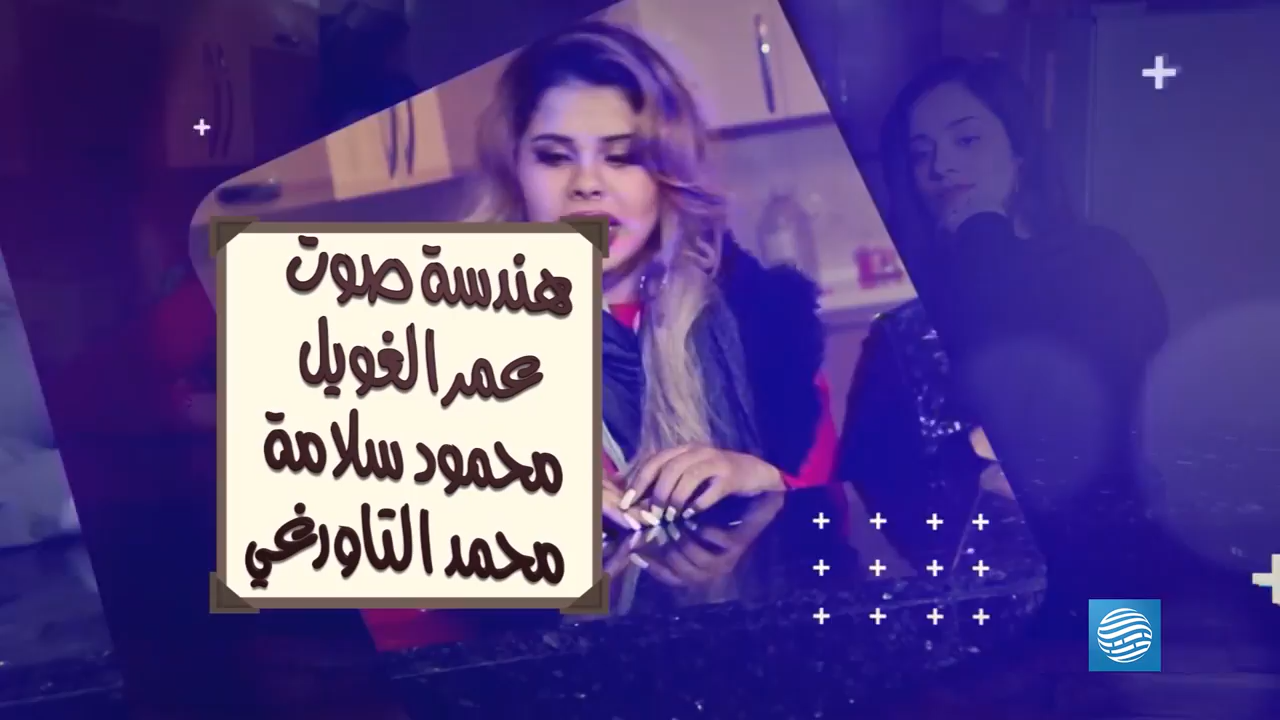 هندسة صوت
عمر الغويل
محمود سلامة
محمد التاورغي